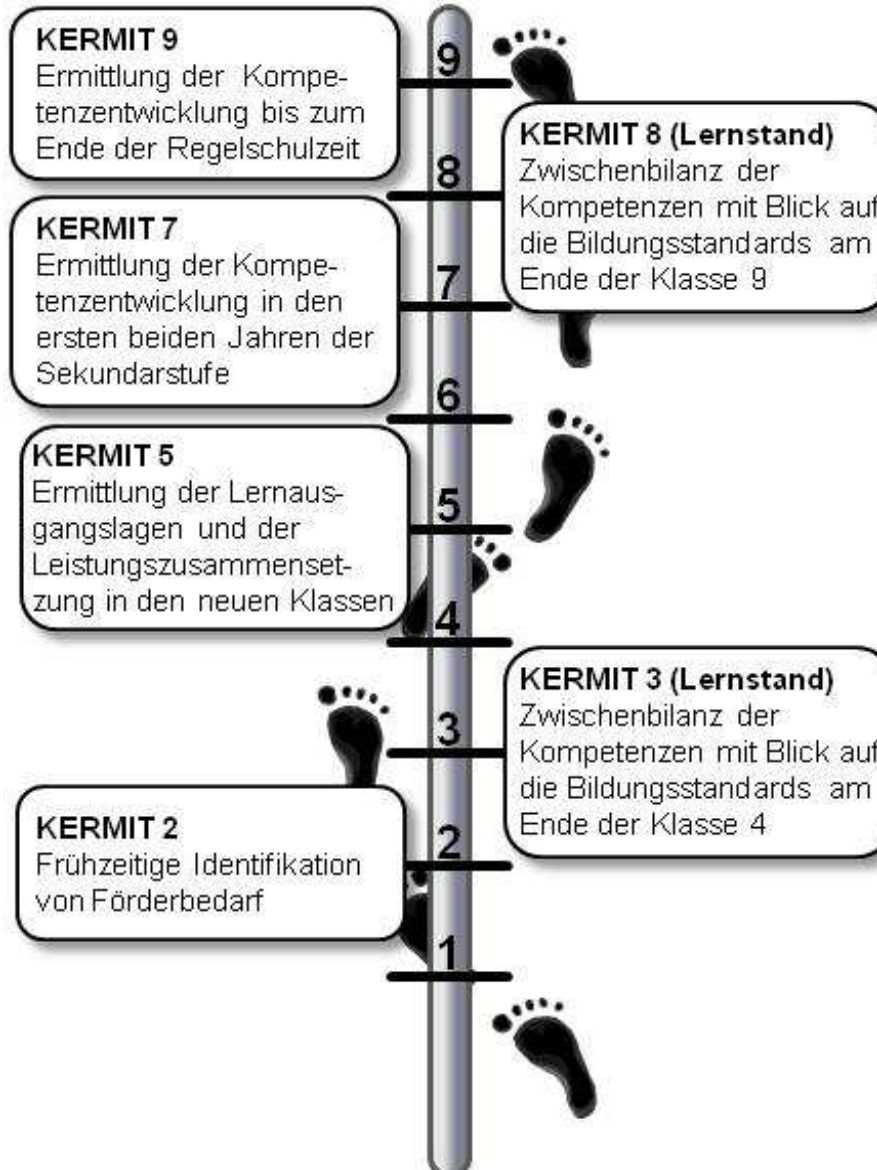 KERMIT 9
Ermittlung der Kompe-
tenzentwicklung bis zum
Ende der Regelschulzeit
9
KERMIT 8 (Lernstand)
Zwischenbilanz der
Kompetenzen mit Blick auf
die Bildungsstandards am
Ende der Klasse 9
8
KERMIT 7
Ermittlung der Kompe-
tenzentwicklung in den
ersten beiden Jahren der
Sekundarstufe
7
6
KERMIT 5
Ermittlung der Lernaus-
gangslagen und der
Leistungszusammenset-
zung in den neuen Klassen
5
4
KERMIT 3 (Lernstand)
Zwischenbilanz der
Kompetenzen mit Blick auf
die Bildungsstandards am
Ende der Klasse 4
3
KERMIT 2
Frühzeitige Identifikation
von Förderbedarf
2
1